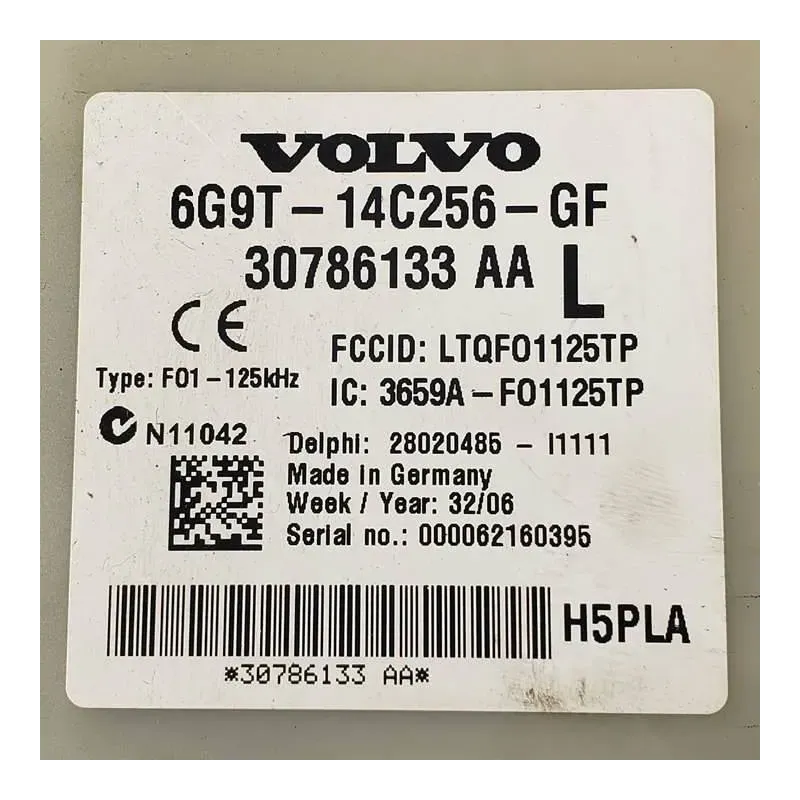 VOLVO
6G9T-14C256-GF
30786133 AA L
CE
FCCID: LTQFO1125TP
Type: FO1-125kHz
IC: 3659A-FO1125TP
N11042
Delphi: 28020485 - I1111
Made in Germany
Week / Year: 32/06
Serial no.: 000062160395
H5PLA
*30786133 AA*